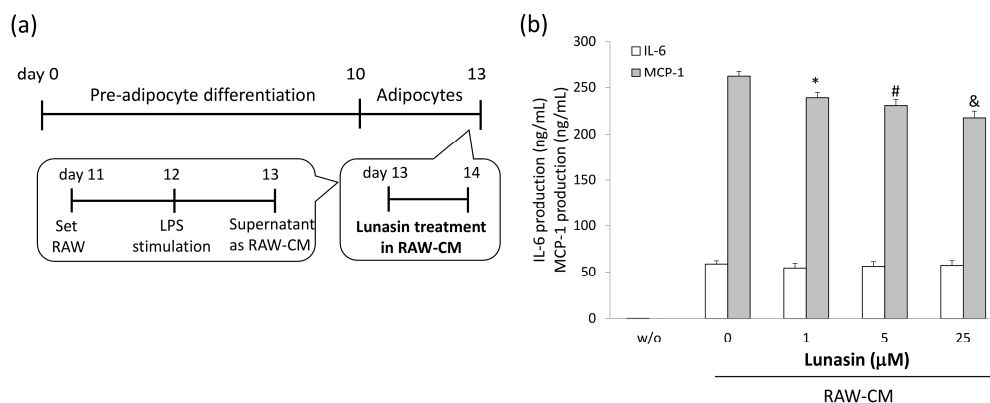 (a)
day 0 10 13
Pre-adipocyte differentiation Adipocytes
day 11 12 13
Set RAW
LPS stimulation
Supernatant as RAW-CM
day 13 14
Lunasin treatment
in RAW-CM
(b)
IL-6 production (ng/mL)
MCP-1 production (ng/mL)
300
250
200
150
100
50
0
IL-6
MCP-1
*
#
&
w/o 0 1 5 25
Lunasin (μM)
RAW-CM